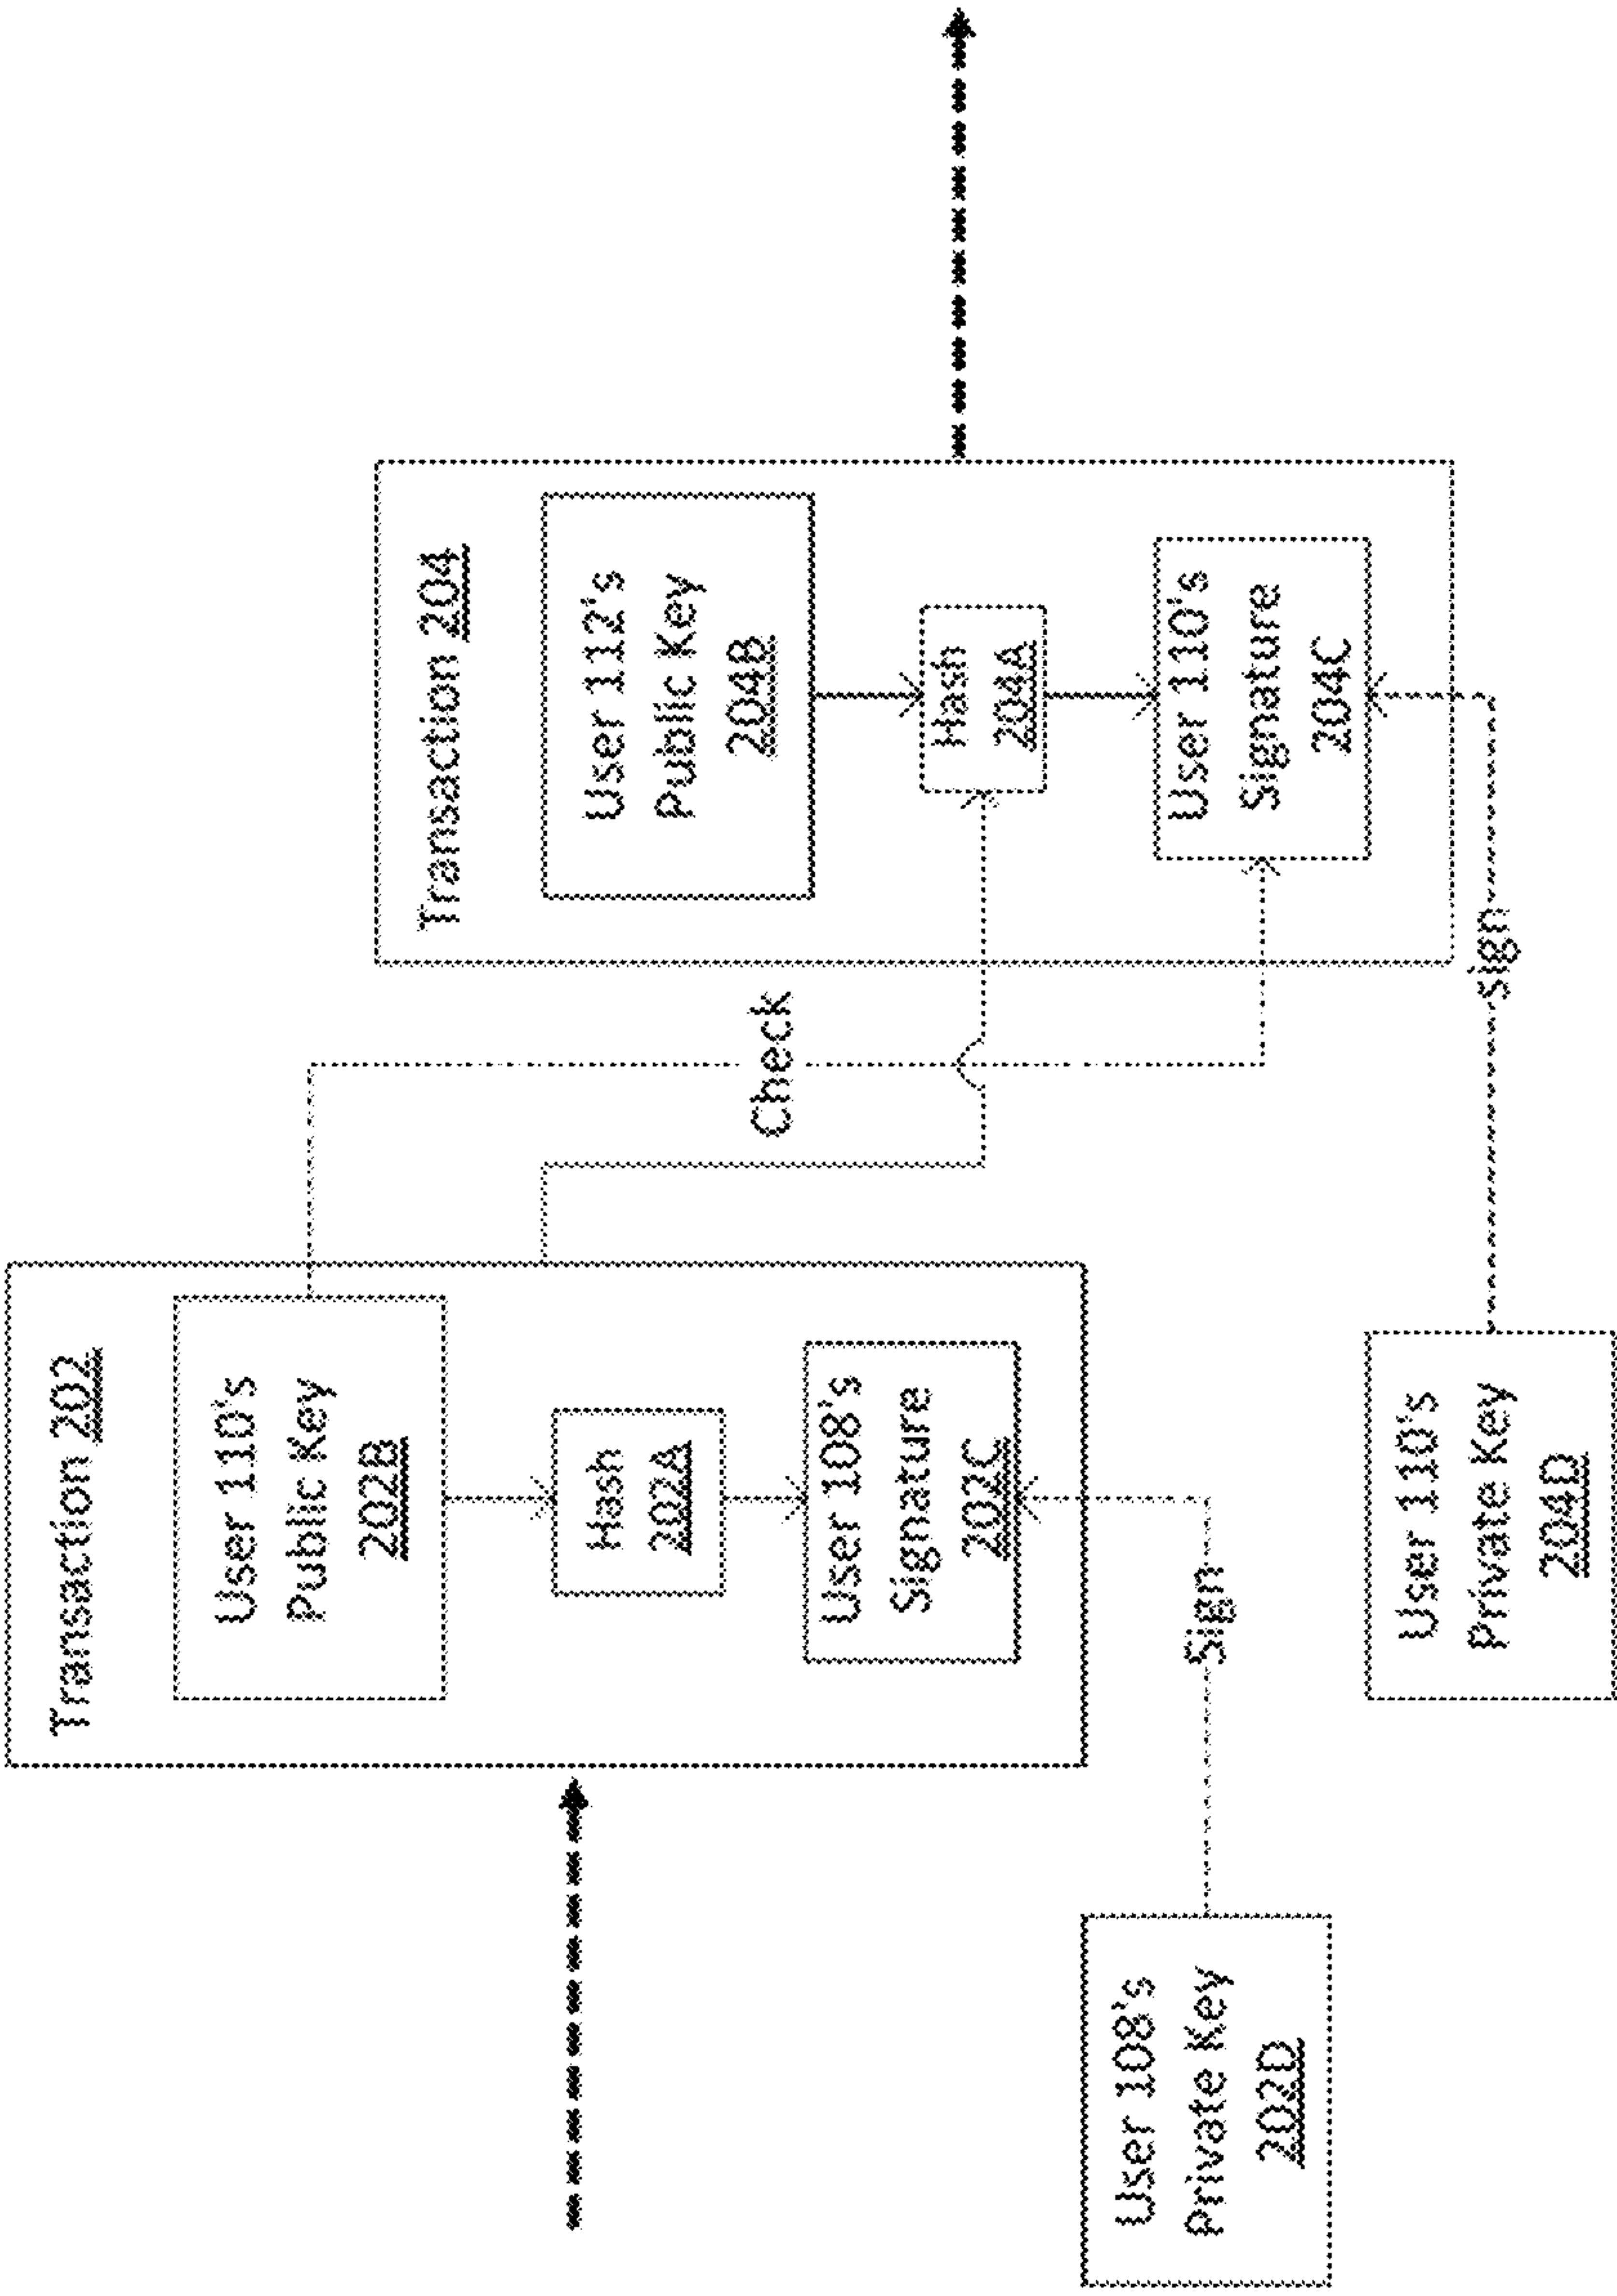 Transaction 202
User 110's
Public Key
202B
Hash
202A
User 108's
Signature
202C
Sign
User 108's
Private Key
202D
Check
Transaction 204
User 112's
Public Key
204B
Hash
204A
User 110's
Signature
204C
Sign
User 110's
Private Key
204D